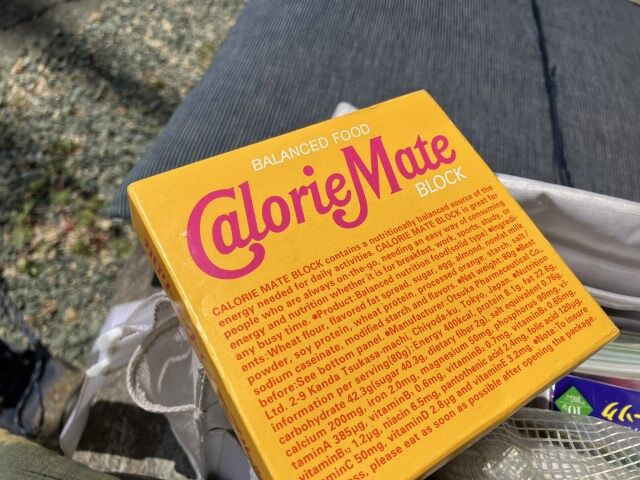 BALANCED FOOD
CalorieMate
BLOCK
CALORIE MATE BLOCK contains a nutritionally balanced source of the
energy needed for daily activities. CALORIE MATE BLOCK is great for
people who are always on-the-go, needing an easy way of consuming
energy and nutrition whether it is for breakfast, work, sports, study, or
any busy time. •Product:Balanced nutrition food(solid type) •Ingredi-
ents:Wheat flour, flavored fat spread, sugar, egg, almond, nonfat milk
powder, soy protein, wheat protein, processed orange, starch, salt /
sodium caseinate, modified starch and flavors. •Net weight:80g •Best
before:See bottom panel. •Manufacturer:Otsuka Pharmaceutical Co.,
Ltd. 2-9 Kanda Tsukasa-machi, Chiyoda-ku, Tokyo, Japan. •Nutrition
information per serving(80g):Energy 400kcal, protein 8.1g, fat 22.8g,
carbohydrate 42.3g(sugar 40.3g, dietary fiber 2g), salt equivalent 0.78g,
calcium 200mg, iron 2.0mg, magnesium 50mg, phosphorus 90mg, vi-
taminA 385μg, vitaminB₁ 0.6mg, vitaminB₂ 0.7mg, vitaminB₆ 0.65mg,
vitaminB₁₂ 1.2μg, niacin 6.5mg, pantothenic acid 2.4mg, folic acid 120μg,
taminC 50mg, vitaminD 2.8μg and vitaminE 3.2mg. •Note:To ensure
ss, please eat as soon as possible after opening the package.